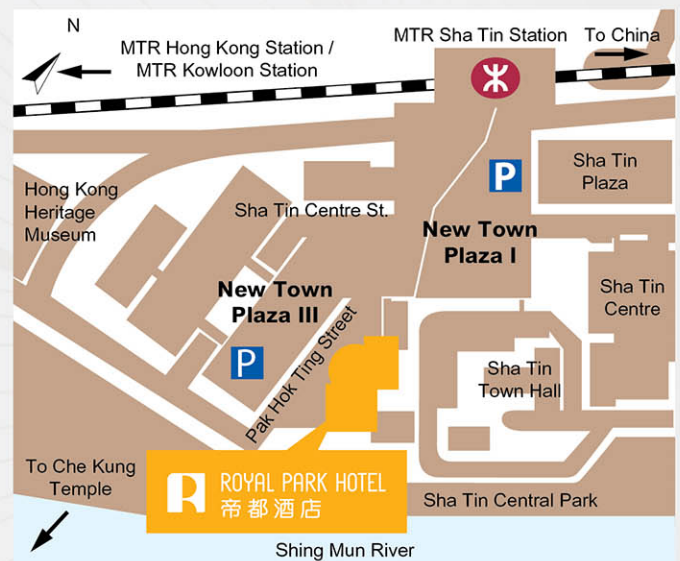 N
MTR Hong Kong Station /
MTR Kowloon Station
MTR Sha Tin Station
To China
P
Sha Tin
Plaza
Hong Kong
Heritage
Museum
Sha Tin Centre St.
New Town
Plaza I
New Town
Plaza III
P
Sha Tin
Centre
Pak Hok Ting Street
Sha Tin
Town Hall
To Che Kung
Temple
ROYAL PARK HOTEL
帝都酒店
Sha Tin Central Park
Shing Mun River